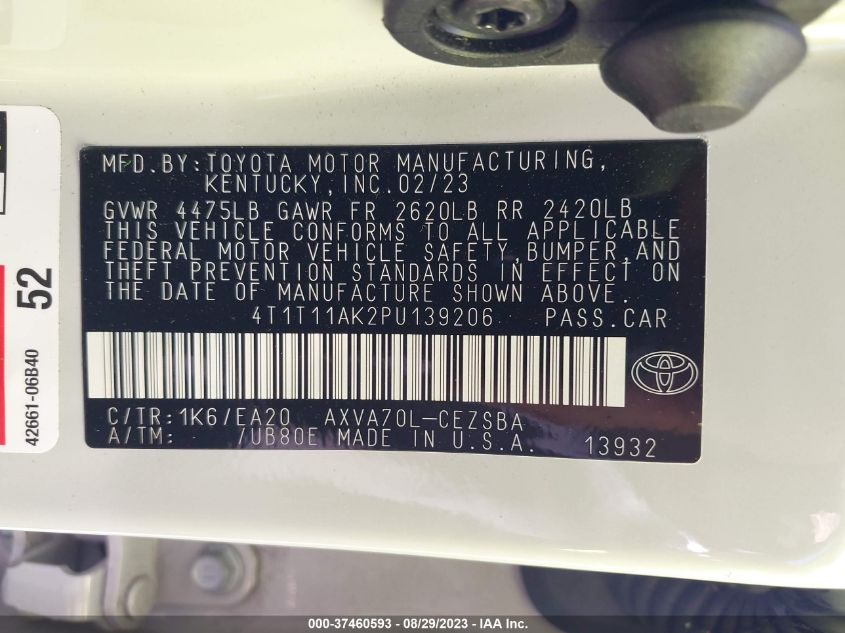 MFD.BY:TOYOTA MOTOR MANUFACTURING,
KENTUCKY,INC.02/23
GVWR 4475LB GAWR FR 2620LB RR 2420LB
THIS VEHICLE CONFORMS TO ALL APPLICABLE
FEDERAL MOTOR VEHICLE SAFETY,BUMPER,AND
THEFT PREVENTION STANDARDS IN EFFECT ON
THE DATE OF MANUFACTURE SHOWN ABOVE.
4T1T11AK2PU139206 PASS.CAR
C/TR:1K6/EA20 AXVA70L-CEZSBA
A/TM: /UB80E MADE IN U.S.A. 13932
52
42661-06B40
000-37460593 - 08/29/2023 - IAA Inc.